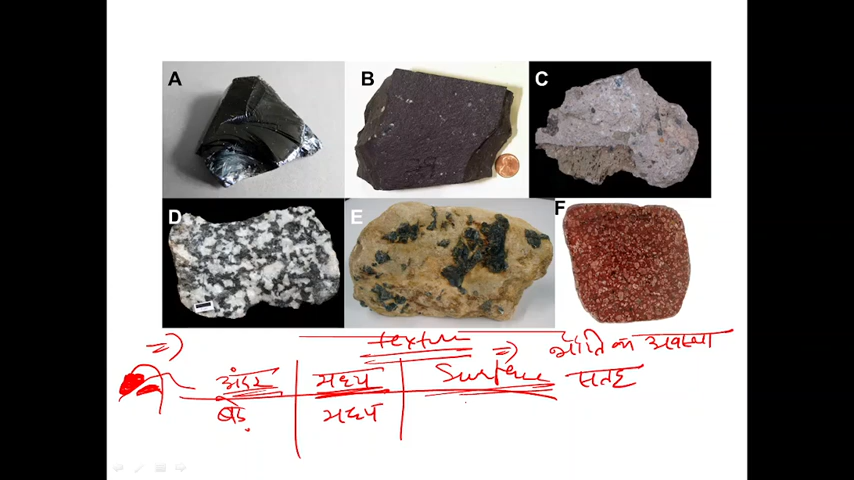 A B C
D E F
texture
=) भौतिक अवस्था
अंदर मध्य Surface सतह
बड़े मध्य